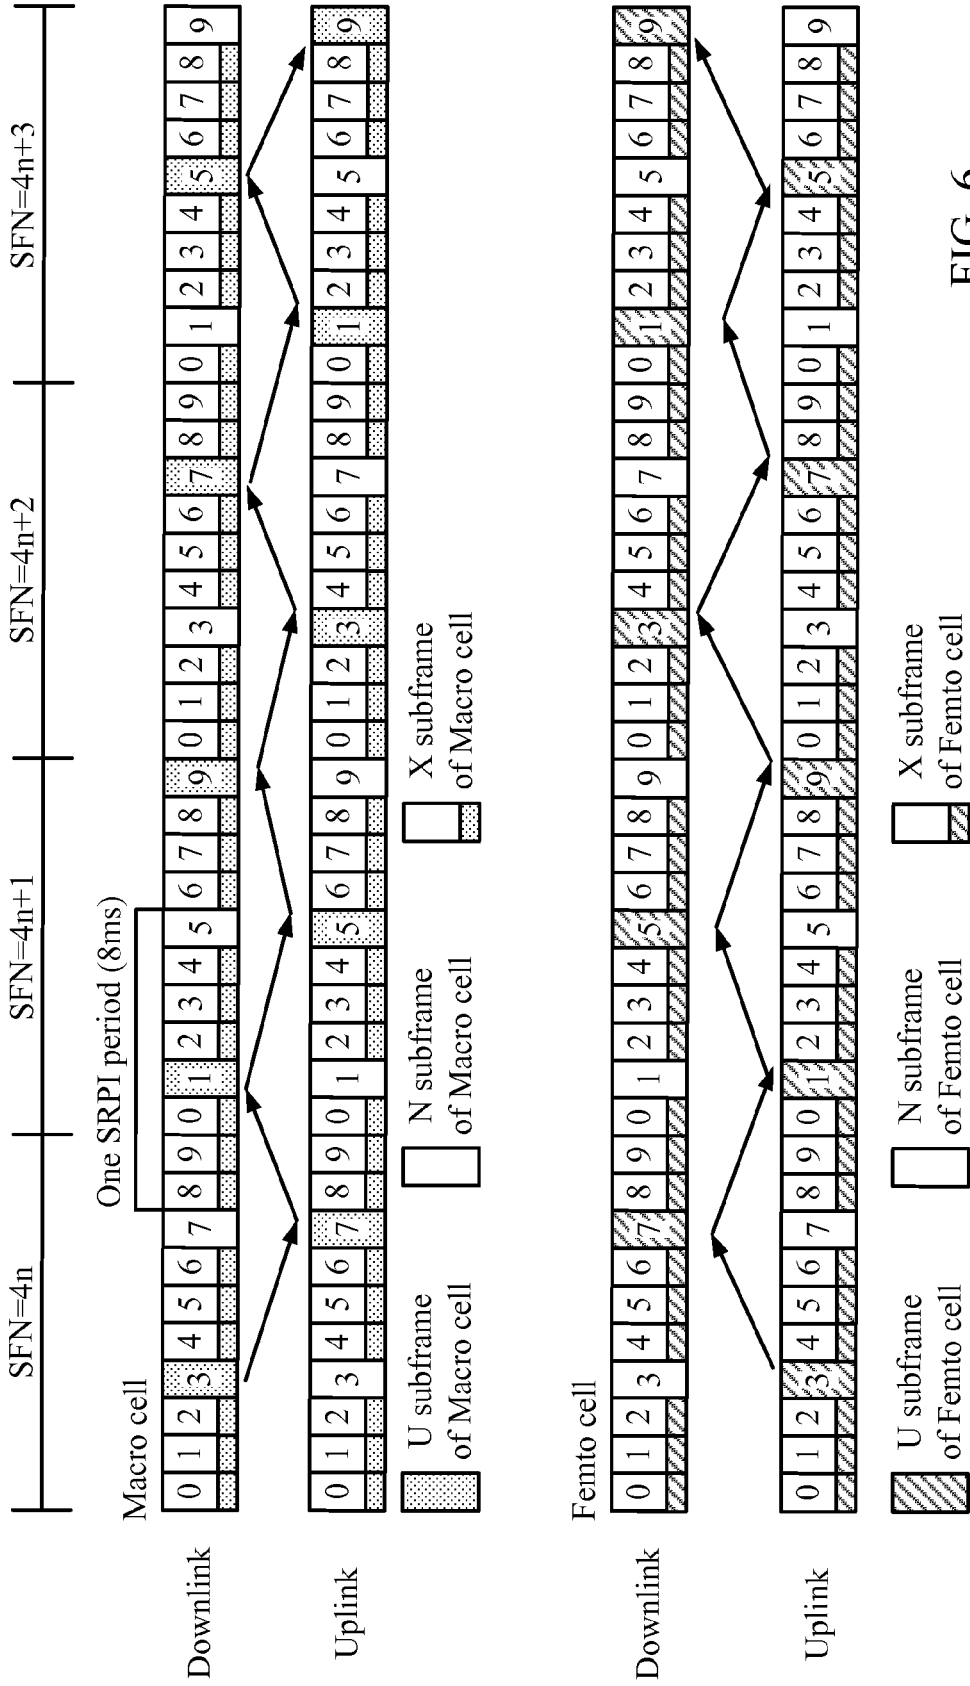 SFN=4n SFN=4n+1 SFN=4n+2 SFN=4n+3
One SRPI period (8ms)
Macro cell
Downlink 0 1 2 3 4 5 6 7 8 9 0 1 2 3 4 5 6 7 8 9 0 1 2 3 4 5 6 7 8 9 0 1 2 3 4 5 6 7 8 9
Uplink 0 1 2 3 4 5 6 7 8 9 0 1 2 3 4 5 6 7 8 9 0 1 2 3 4 5 6 7 8 9 0 1 2 3 4 5 6 7 8 9
U subframe
of Macro cell
N subframe
of Macro cell
X subframe
of Macro cell
Femto cell
Downlink 0 1 2 3 4 5 6 7 8 9 0 1 2 3 4 5 6 7 8 9 0 1 2 3 4 5 6 7 8 9 0 1 2 3 4 5 6 7 8 9
Uplink 0 1 2 3 4 5 6 7 8 9 0 1 2 3 4 5 6 7 8 9 0 1 2 3 4 5 6 7 8 9 0 1 2 3 4 5 6 7 8 9
U subframe
of Femto cell
N subframe
of Femto cell
X subframe
of Femto cell
FIG. 6